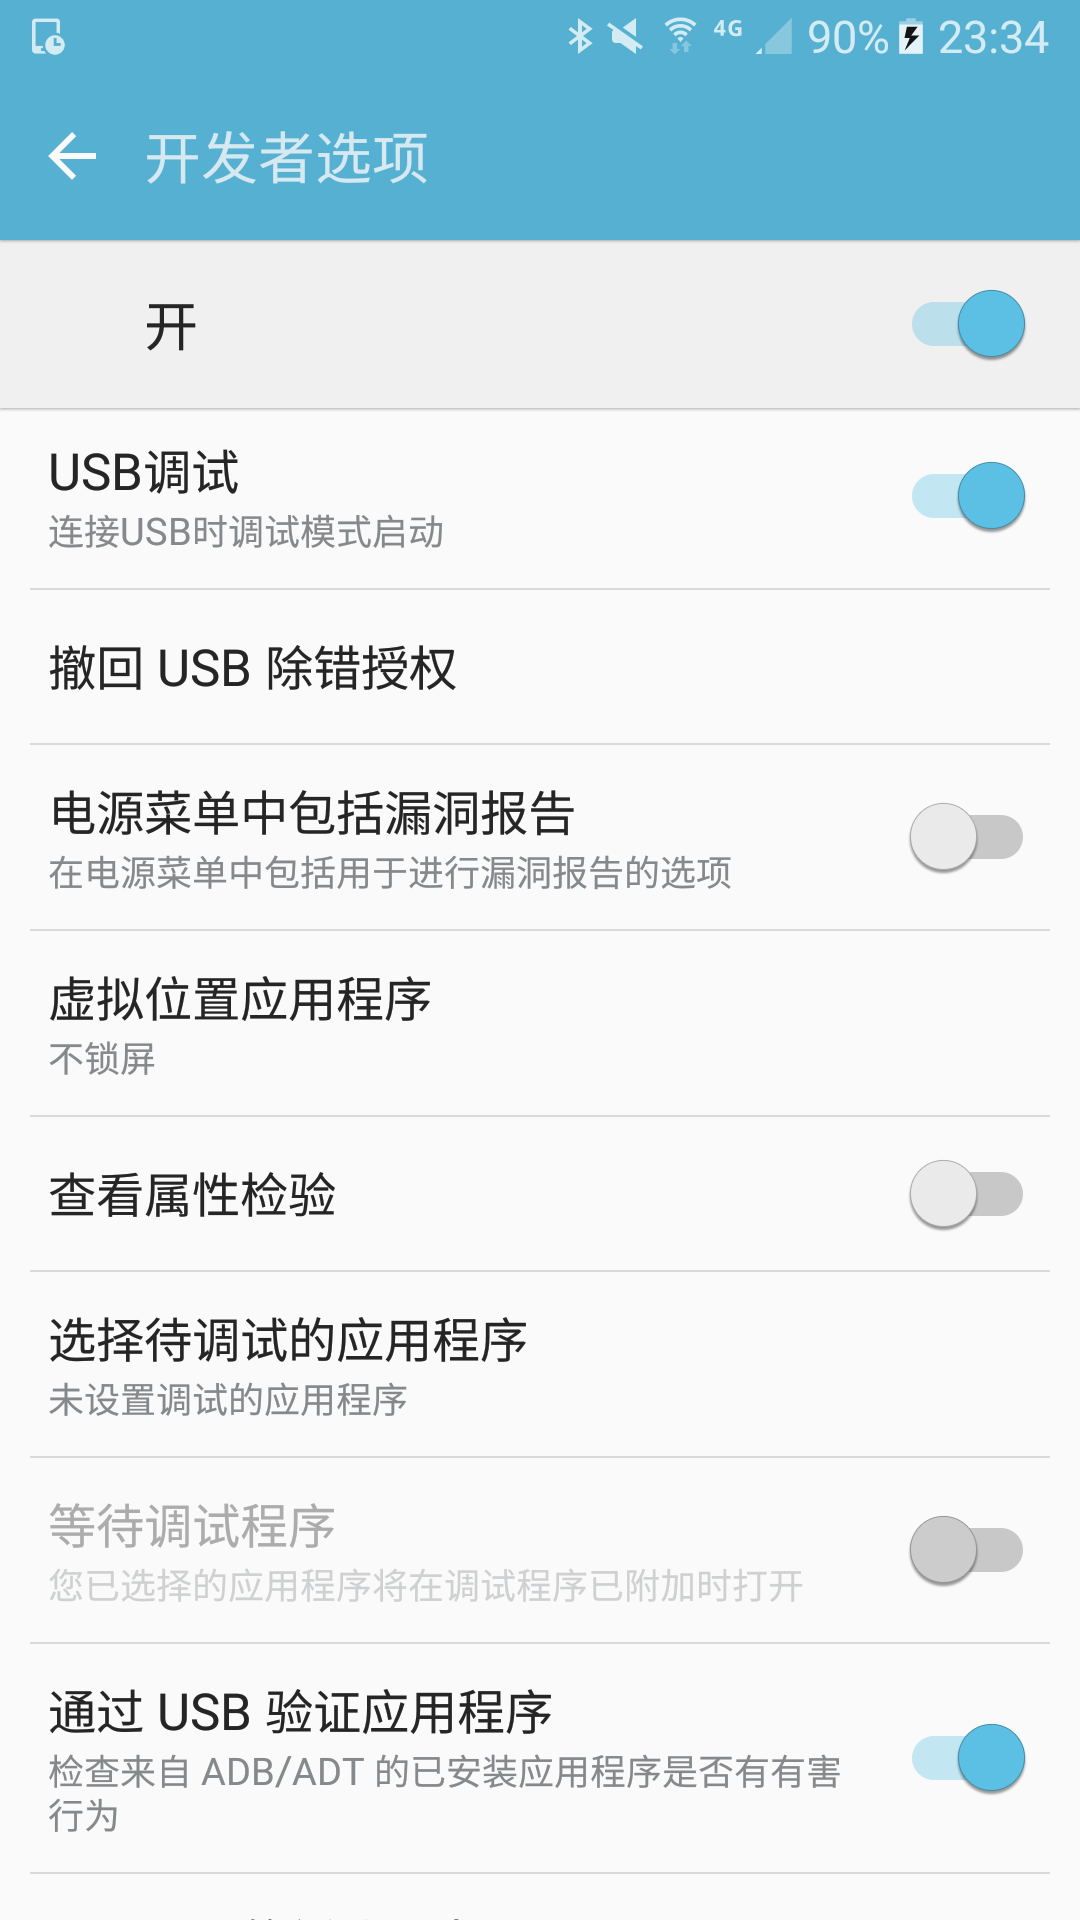 4G 90% 23:34
开发者选项
开
USB调试
连接USB时调试模式启动
撤回 USB 除错授权
电源菜单中包括漏洞报告
在电源菜单中包括用于进行漏洞报告的选项
虚拟位置应用程序
不锁屏
查看属性检验
选择待调试的应用程序
未设置调试的应用程序
等待调试程序
您已选择的应用程序将在调试程序已附加时打开
通过 USB 验证应用程序
检查来自 ADB/ADT 的已安装应用程序是否有有害
行为